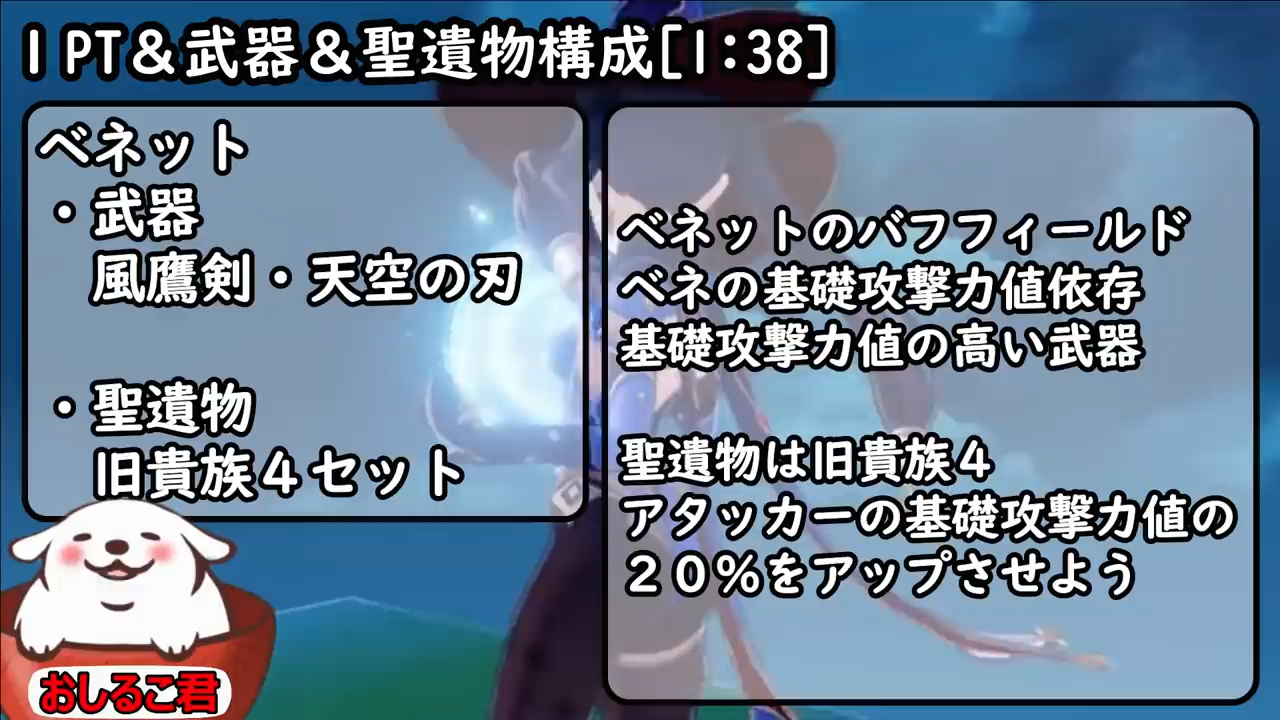 1 PT&武器&聖遺物構成[1:38]
ベネット
・武器
風鷹剣・天空の刃
・聖遺物
旧貴族4セット
ベネットのバフフィールド
ベネの基礎攻撃力値依存
基礎攻撃力値の高い武器
聖遺物は旧貴族4
アタッカーの基礎攻撃力値の
20%をアップさせよう
おしるこ君